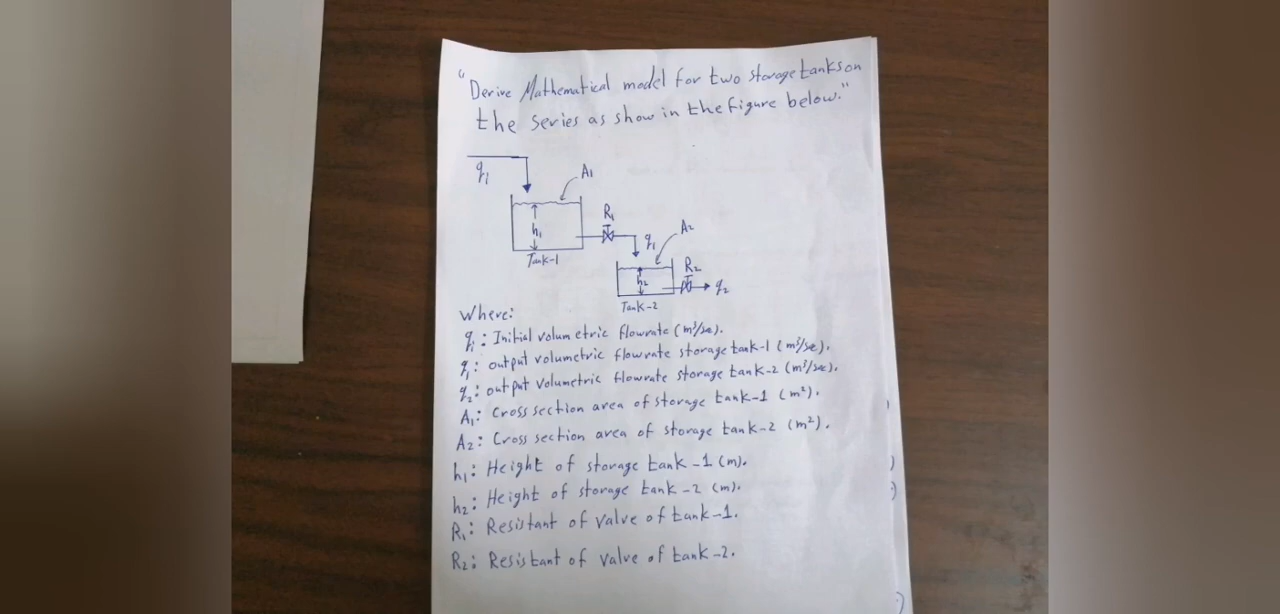 "Derive Mathematical model for two storage tanks on
the series as show in the figure below."
qi
A1
R1
h1
q1
A2
Tank-1
R2
h2
q2
Tank-2
Where:
qi: Initial volumetric flowrate (m³/sec).
q1: output volumetric flowrate storage tank-1 (m³/sec).
q2: output volumetric flowrate storage tank-2 (m³/sec).
A1: Cross section area of storage tank-1 (m²).
A2: Cross section area of storage tank-2 (m²).
h1: Height of storage tank-1 (m).
h2: Height of storage tank-2 (m).
R1: Resistant of valve of tank-1.
R2: Resistant of valve of tank-2.